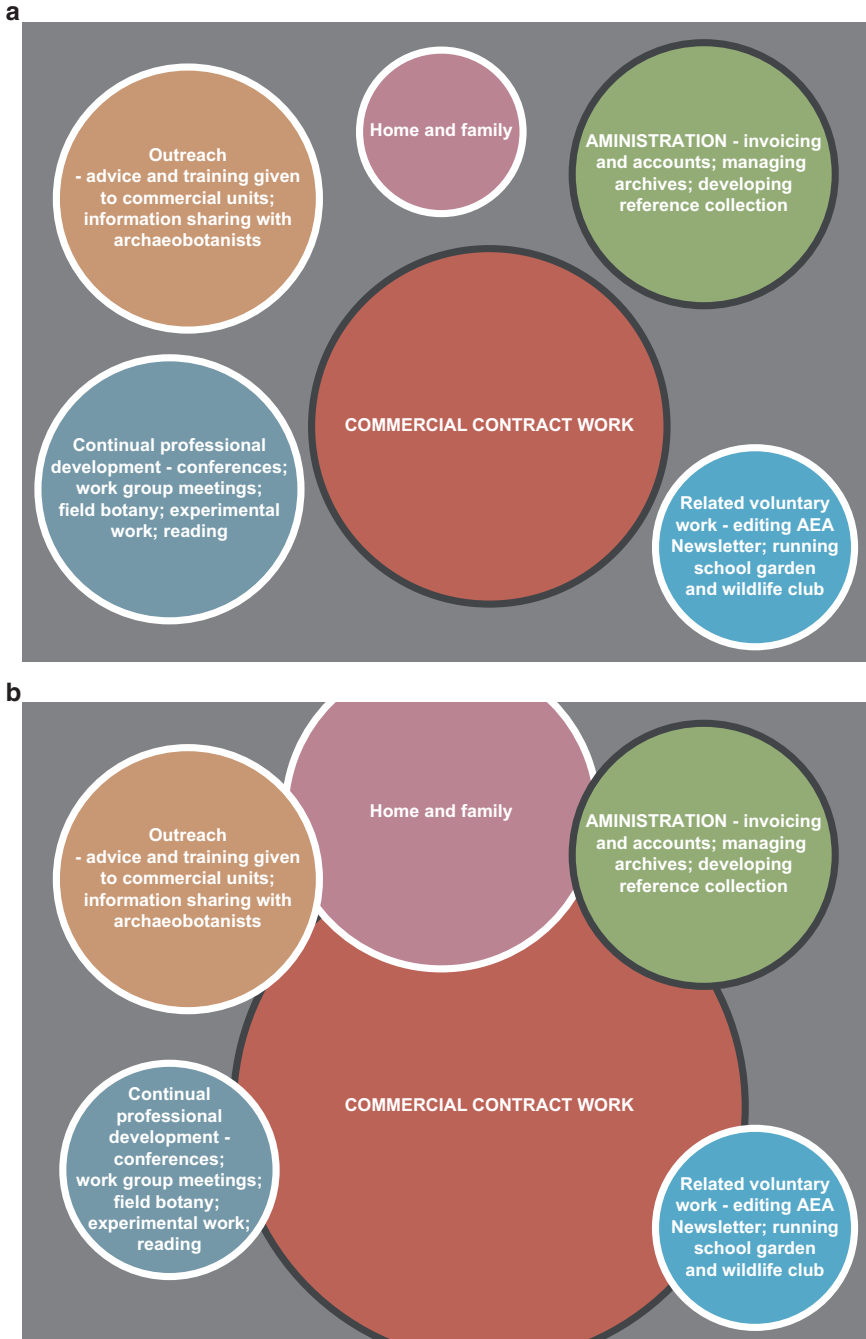 a
Outreach
- advice and training given
to commercial units;
information sharing with
archaeobotanists
Home and family
AMINISTRATION - invoicing
and accounts; managing
archives; developing
reference collection
Continual professional
development - conferences;
work group meetings;
field botany; experimental
work; reading
COMMERCIAL CONTRACT WORK
Related voluntary
work - editing AEA
Newsletter; running
school garden
and wildlife club
b
Outreach
- advice and training given
to commercial units;
information sharing with
archaeobotanists
Home and family
AMINISTRATION - invoicing
and accounts; managing
archives; developing
reference collection
Continual
professional
development -
conferences;
work group meetings;
field botany;
experimental work;
reading
COMMERCIAL CONTRACT WORK
Related voluntary
work - editing AEA
Newsletter; running
school garden
and wildlife club